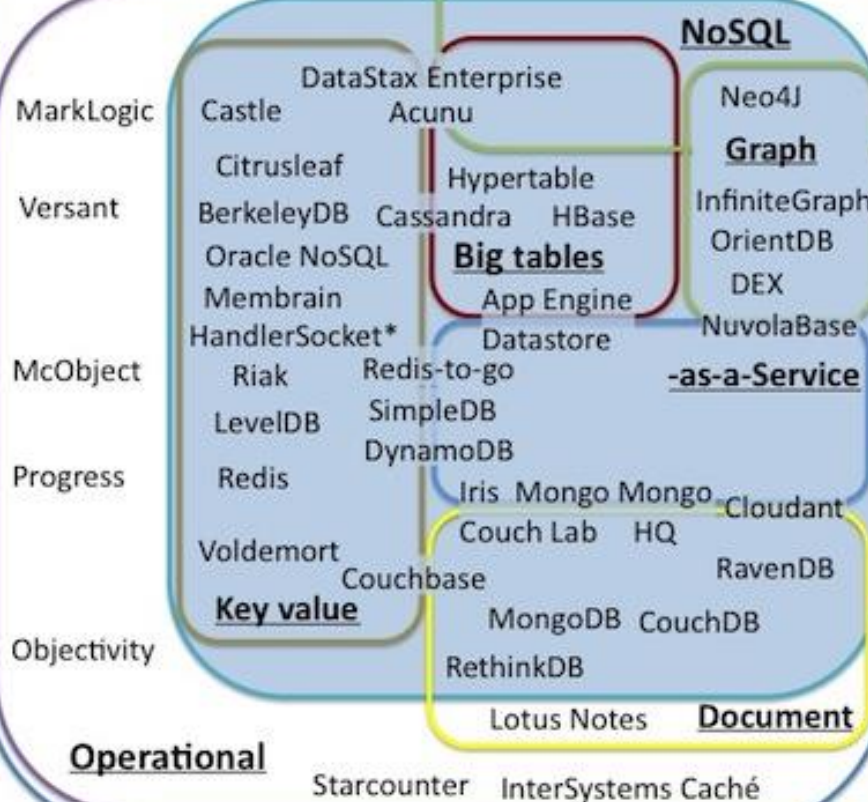 NoSQL
DataStax Enterprise
MarkLogic
Castle
Acunu
Neo4J
Graph
Citrusleaf
Hypertable
Versant
BerkeleyDB
Cassandra
HBase
InfiniteGraph
Oracle NoSQL
Big tables
OrientDB
Membrain
App Engine
Datastore
DEX
HandlerSocket*
NuvolaBase
McObject
Riak
Redis-to-go
-as-a-Service
LevelDB
SimpleDB
DynamoDB
Progress
Redis
Iris
Couch
Mongo
Lab
Mongo
HQ
Cloudant
Voldemort
Couchbase
RavenDB
Key value
MongoDB
CouchDB
Objectivity
RethinkDB
Lotus Notes
Document
Operational
Starcounter
InterSystems Caché